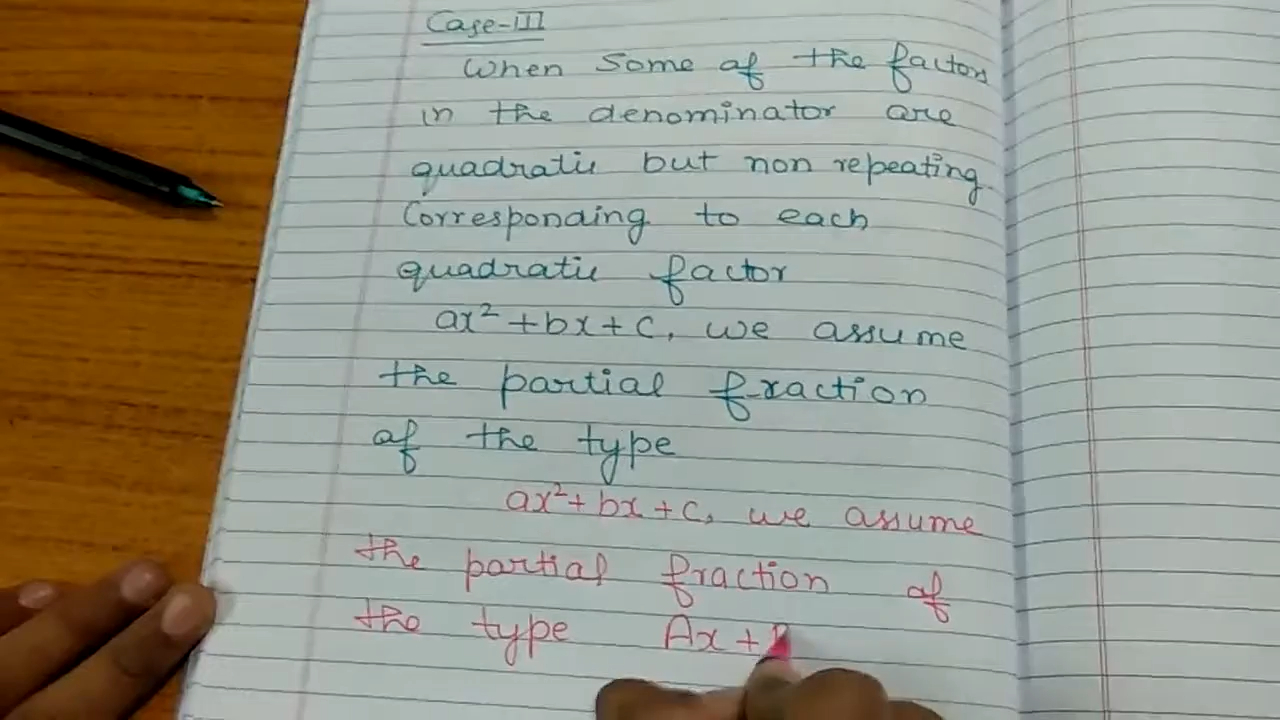 Case-III
When some of the factors
in the denominator are
quadratic but non repeating
Corresponding to each
quadratic factor
ax² + bx + c, we assume
the partial fraction
of the type
ax² + bx + c, we assume
the partial fraction of
the type Ax +